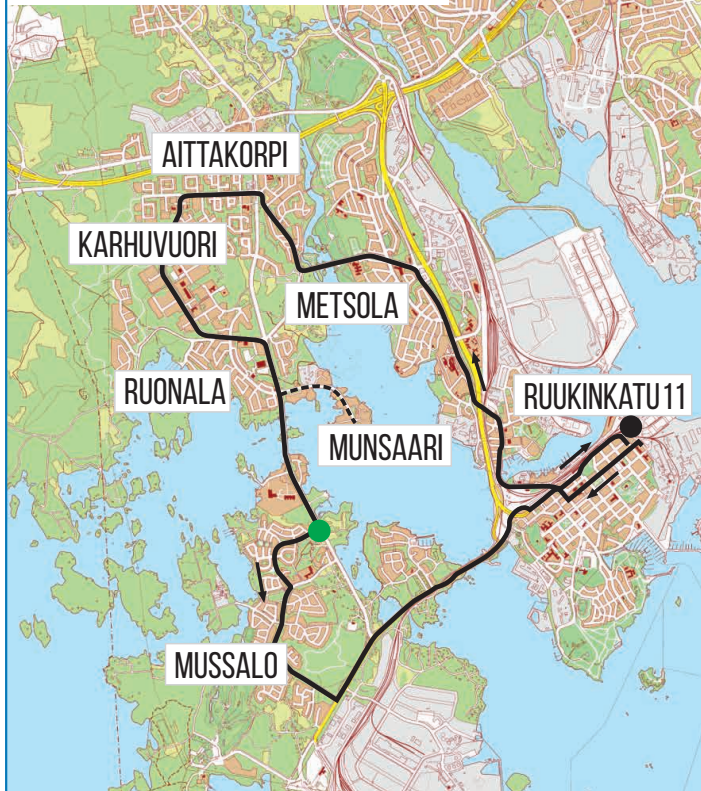 AITTAKORPI
KARHUVUORI
METSOLA
RUONALA
RUUKINKATU 11
MUNSAARI
MUSSALO